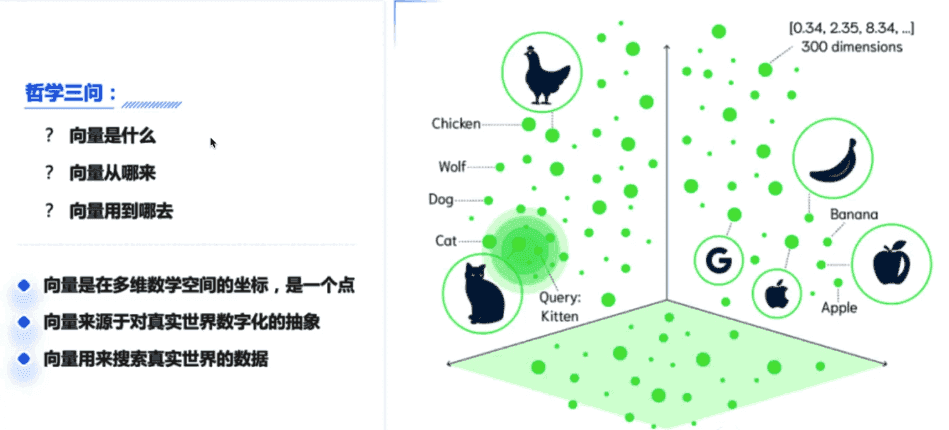 哲学三问：
? 向量是什么
? 向量从哪来
? 向量用到哪去
向量是在多维数学空间的坐标，是一个点
向量来源于对真实世界数字化的抽象
向量用来搜索真实世界的数据
[0.34, 2.35, 8.34, ...]
300 dimensions
Chicken
Wolf
Dog
Cat
Query:
Kitten
G
Banana
Apple